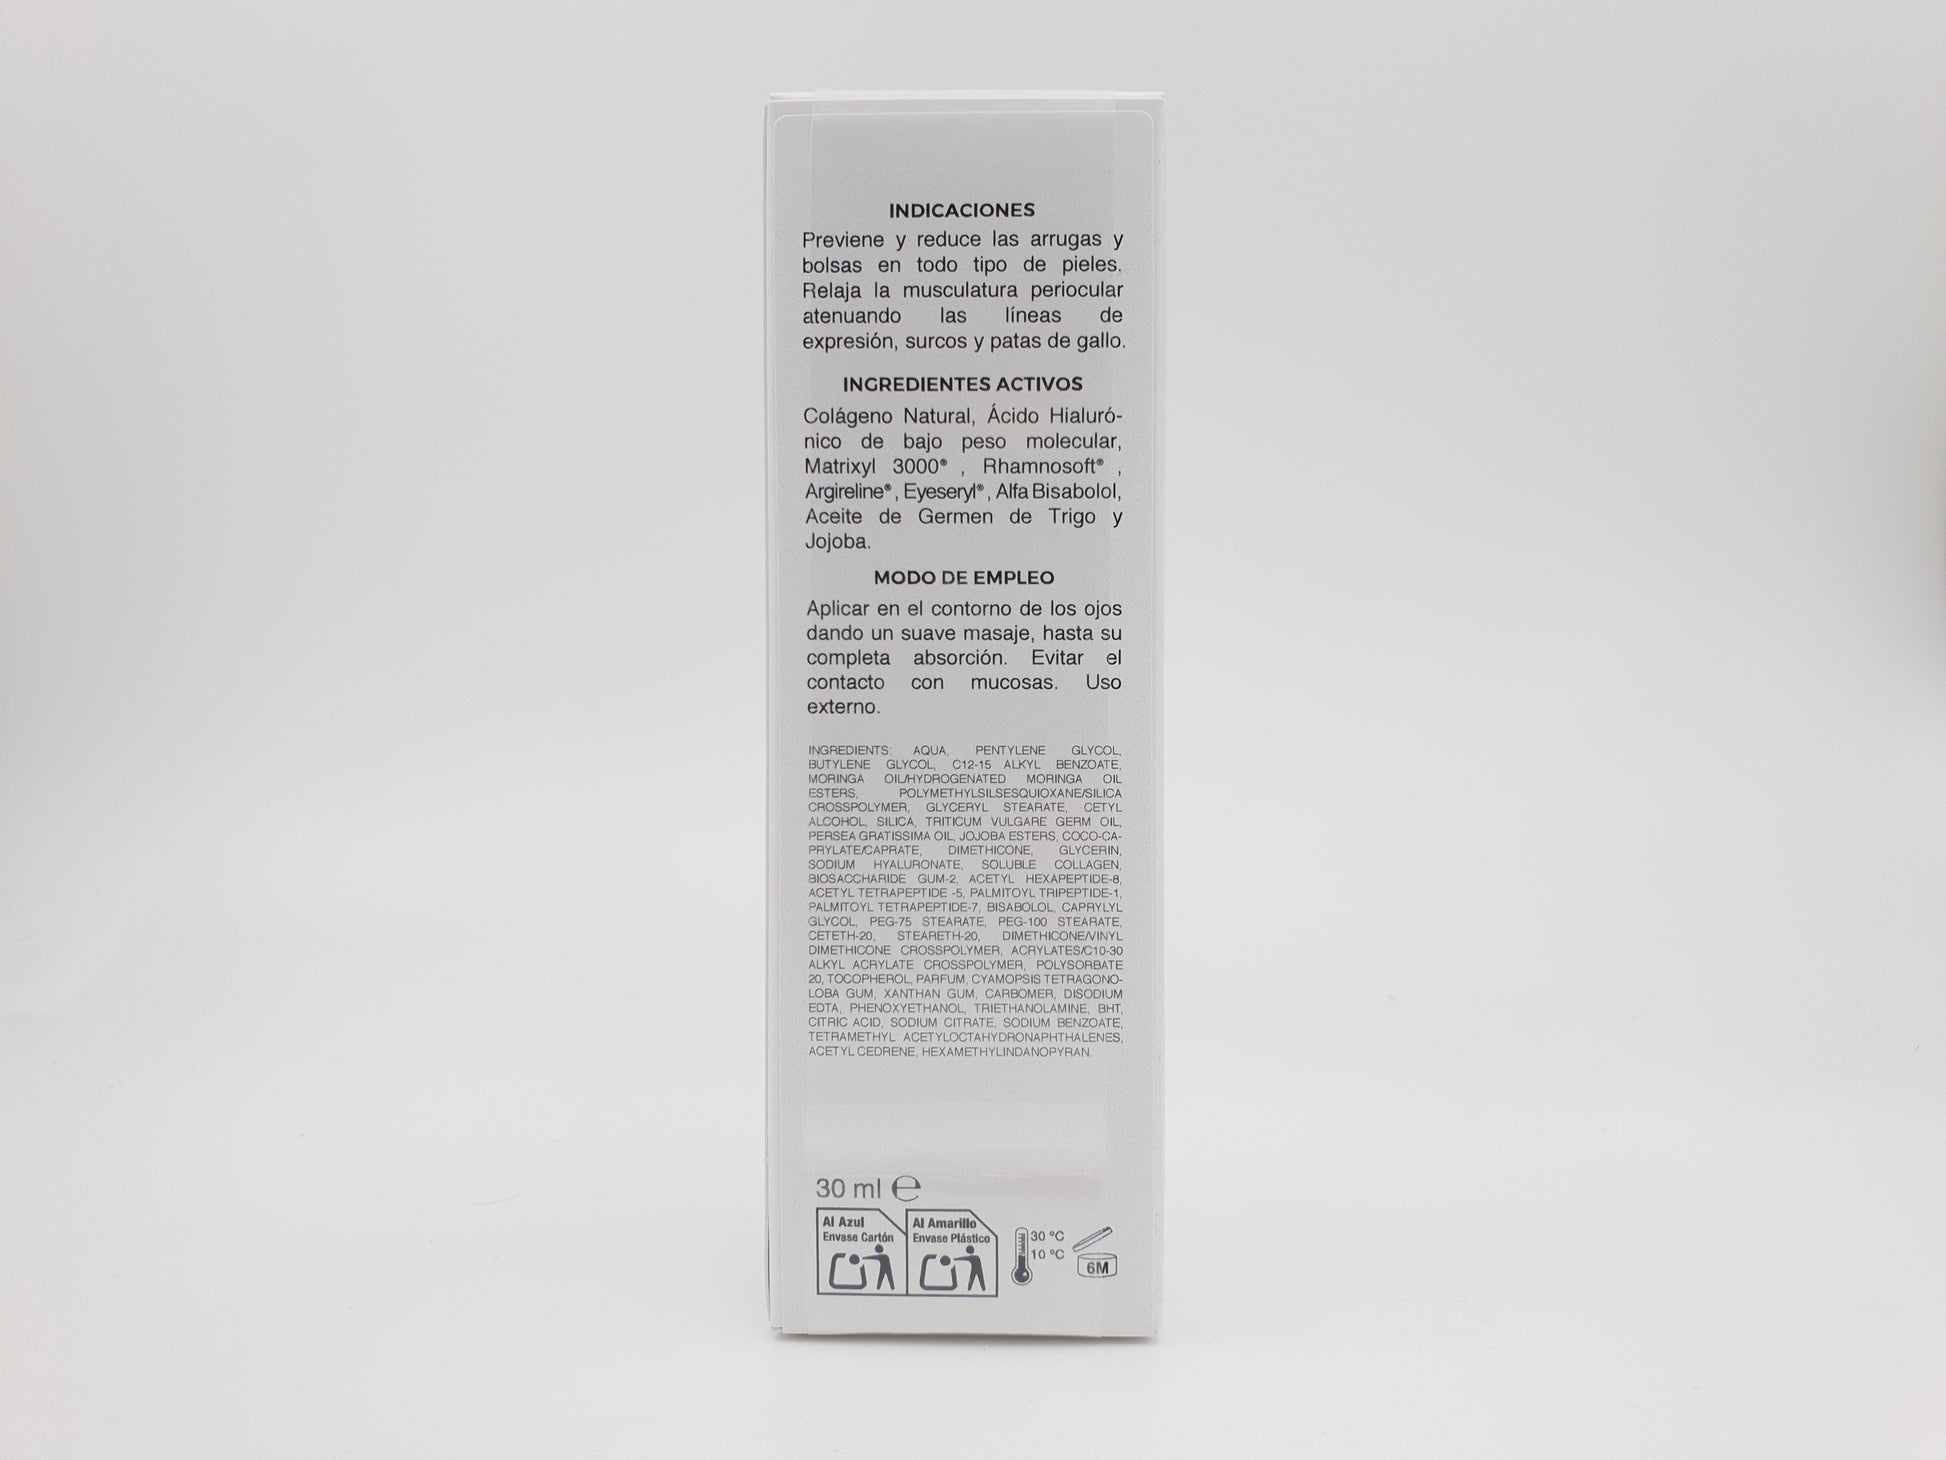 INDICACIONES
Previene y reduce las arrugas y
bolsas en todo tipo de pieles.
Relaja la musculatura periocular
atenuando las líneas de
expresión, surcos y patas de gallo.
INGREDIENTES ACTIVOS
Colágeno Natural, Ácido Hialuró-
nico de bajo peso molecular,
Matrixyl 3000® , Rhamnosoft® ,
Argireline® , Eyeseryl® , Alfa Bisabolol,
Aceite de Germen de Trigo y
Jojoba.
MODO DE EMPLEO
Aplicar en el contorno de los ojos
dando un suave masaje, hasta su
completa absorción. Evitar el
contacto con mucosas. Uso
externo.
INGREDIENTS: AQUA, PENTYLENE GLYCOL,
BUTYLENE GLYCOL, C12-15 ALKYL BENZOATE,
MORINGA OIL/HYDROGENATED MORINGA OIL
ESTERS, POLYMETHYLSILSESQUIOXANE/SILICA
CROSSPOLYMER, GLYCERYL STEARATE, CETYL
ALCOHOL, SILICA, TRITICUM VULGARE GERM OIL,
PERSEA GRATISSIMA OIL, JOJOBA ESTERS, COCO-CA-
PRYLATE/CAPRATE, DIMETHICONE, GLYCERIN,
SODIUM HYALURONATE, SOLUBLE COLLAGEN,
BIOSACCHARIDE GUM-2, ACETYL HEXAPEPTIDE-8,
ACETYL TETRAPEPTIDE -5, PALMITOYL TRIPEPTIDE-1,
PALMITOYL TETRAPEPTIDE-7, BISABOLOL, CAPRYLYL
GLYCOL, PEG-75 STEARATE, PEG-100 STEARATE,
CETETH-20, STEARETH-20, DIMETHICONE/VINYL
DIMETHICONE CROSSPOLYMER, ACRYLATES/C10-30
ALKYL ACRYLATE CROSSPOLYMER, POLYSORBATE
20, TOCOPHEROL, PARFUM, CYAMOPSIS TETRAGONO-
LOBA GUM, XANTHAN GUM, CARBOMER, DISODIUM
EDTA, PHENOXYETHANOL, TRIETHANOLAMINE, BHT,
CITRIC ACID, SODIUM CITRATE, SODIUM BENZOATE,
TETRAMETHYL ACETYLOCTAHYDRONAPHTHALENES,
ACETYL CEDRENE, HEXAMETHYLINDANOPYRAN.
30 ml ℮
Al Azul
Envase Cartón
Al Amarillo
Envase Plástico
30 ºC
10 ºC
6M